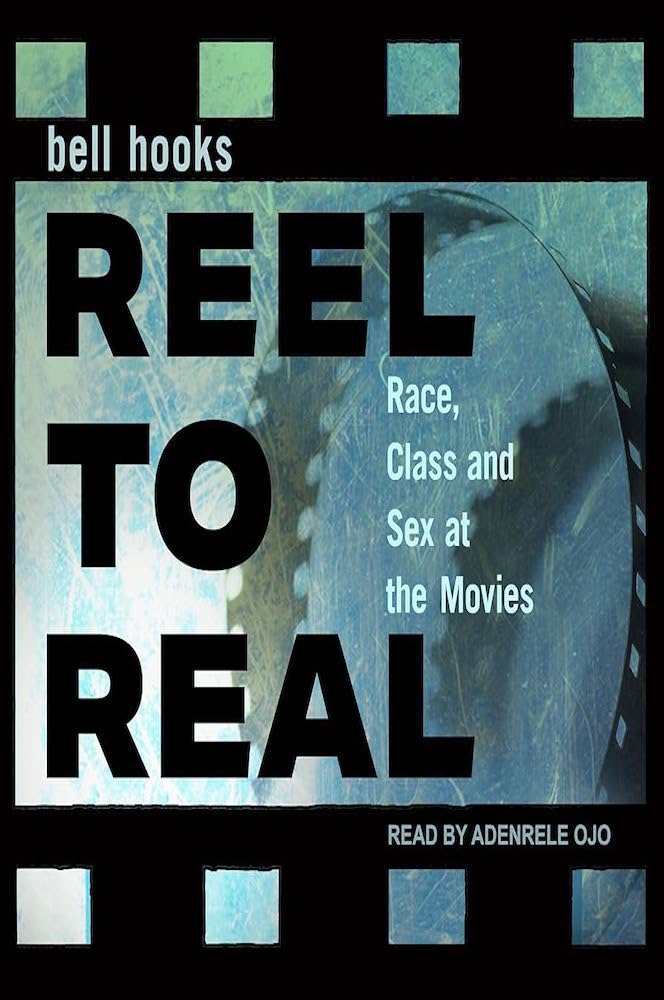 bell hooks
REEL
TO
REAL
Race,
Class and
Sex at
the Movies
READ BY ADENRELE OJO